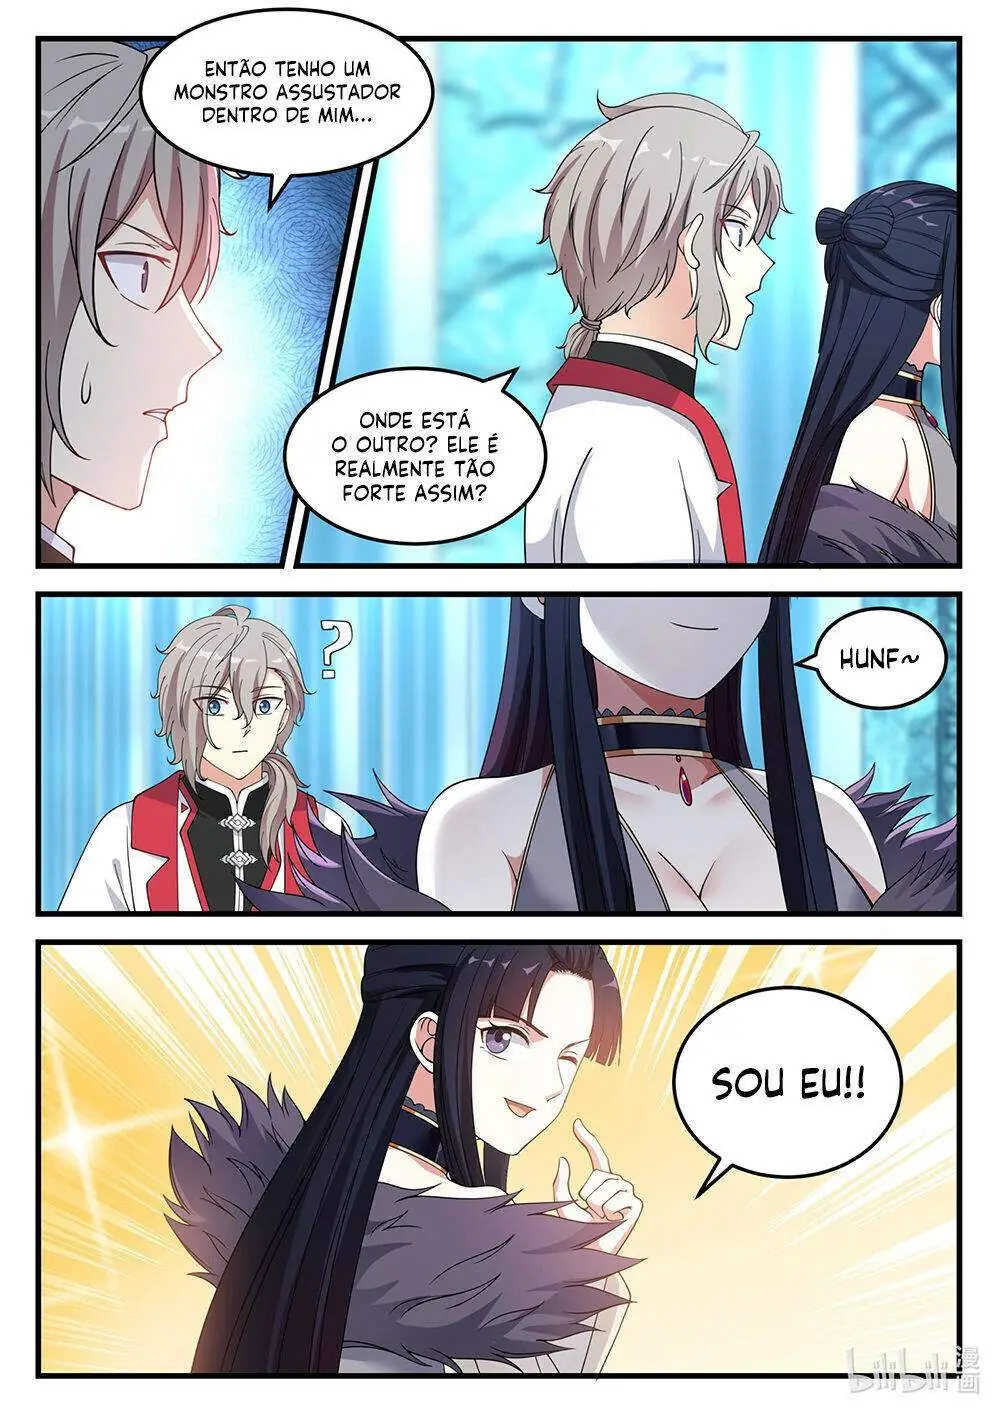 ENTÃO TENHO UM
MONSTRO ASSUSTADOR
DENTRO DE MIM...
ONDE ESTÁ
O OUTRO? ELE É
REALMENTE TÃO
FORTE ASSIM?
?
HUNF~
SOU EU!!
bilibili 漫画